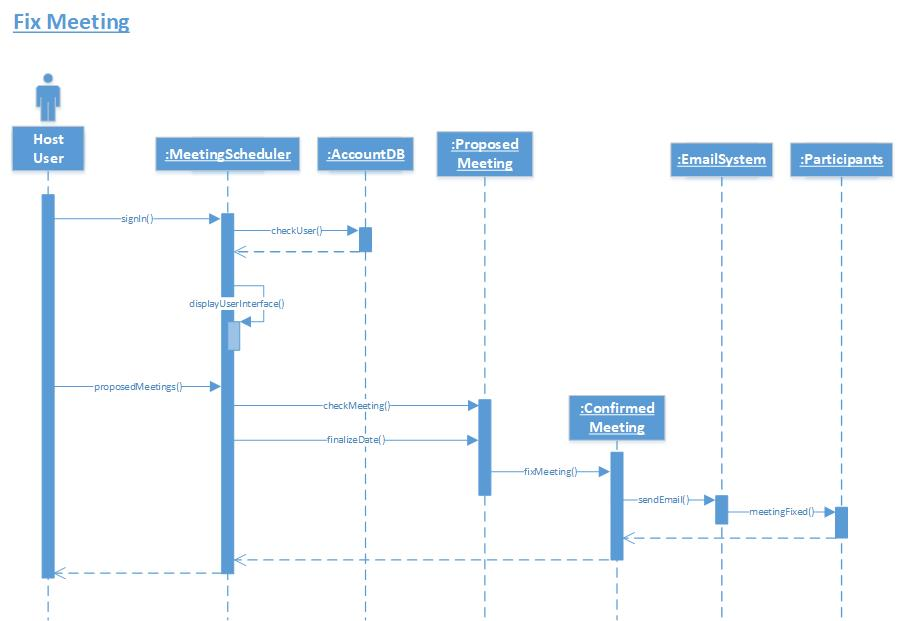 Fix Meeting
Host
User
:MeetingScheduler
:AccountDB
:Proposed
Meeting
:EmailSystem
:Participants
signIn()
checkUser()
displayUserInterface()
proposedMeetings()
checkMeeting()
:Confirmed
Meeting
finalizeDate()
fixMeeting()
sendEmail()
meetingFixed()